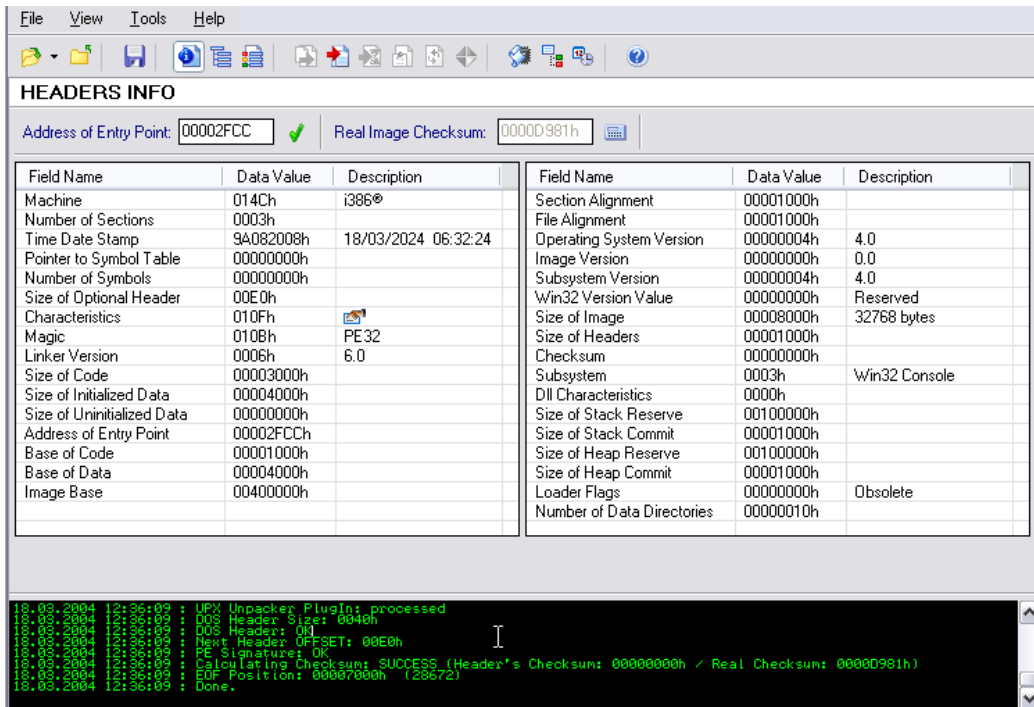 File View Tools Help
HEADERS INFO
Address of Entry Point: 00002FCC Real Image Checksum: 0000D981h
Field Name Data Value Description
Machine 014Ch i386®
Number of Sections 0003h
Time Date Stamp 9A082008h 18/03/2024 06:32:24
Pointer to Symbol Table 00000000h
Number of Symbols 00000000h
Size of Optional Header 00E0h
Characteristics 010Fh
Magic 010Bh PE32
Linker Version 0006h 6.0
Size of Code 00003000h
Size of Initialized Data 00004000h
Size of Uninitialized Data 00000000h
Address of Entry Point 00002FCCh
Base of Code 00001000h
Base of Data 00004000h
Image Base 00400000h
Field Name Data Value Description
Section Alignment 00001000h
File Alignment 00001000h
Operating System Version 00000004h 4.0
Image Version 00000000h 0.0
Subsystem Version 00000004h 4.0
Win32 Version Value 00000000h Reserved
Size of Image 00008000h 32768 bytes
Size of Headers 00001000h
Checksum 00000000h
Subsystem 0003h Win32 Console
Dll Characteristics 0000h
Size of Stack Reserve 00100000h
Size of Stack Commit 00001000h
Size of Heap Reserve 00100000h
Size of Heap Commit 00001000h
Loader Flags 00000000h Obsolete
Number of Data Directories 00000010h
18.03.2004 12:36:09 : UPX Unpacker PlugIn: processed
18.03.2004 12:36:09 : DOS Header Size: 0040h
18.03.2004 12:36:09 : DOS Header: OK
18.03.2004 12:36:09 : Next Header OFFSET: 00E0h
18.03.2004 12:36:09 : PE Signature: OK
18.03.2004 12:36:09 : Calculating Checksum: SUCCESS (Header's Checksum: 00000000h / Real Checksum: 0000D981h)
18.03.2004 12:36:09 : EOF Position: 00007000h (28672)
18.03.2004 12:36:09 : Done.